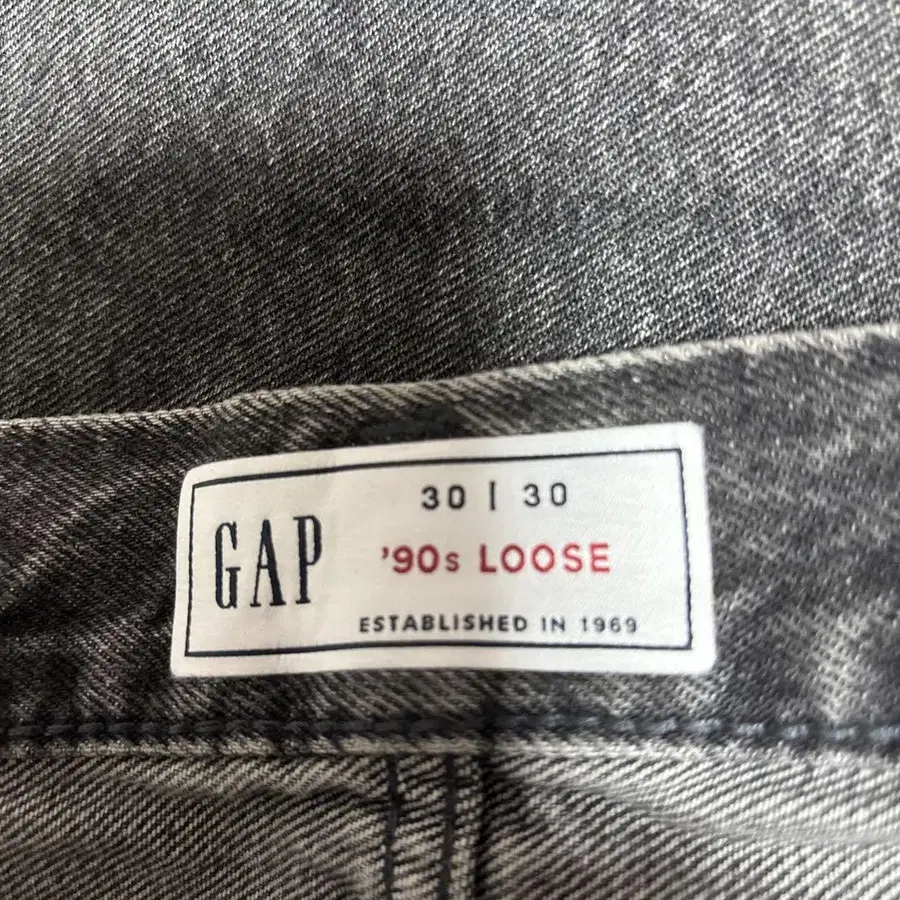 GAP
30 | 30
'90s LOOSE
ESTABLISHED IN 1969